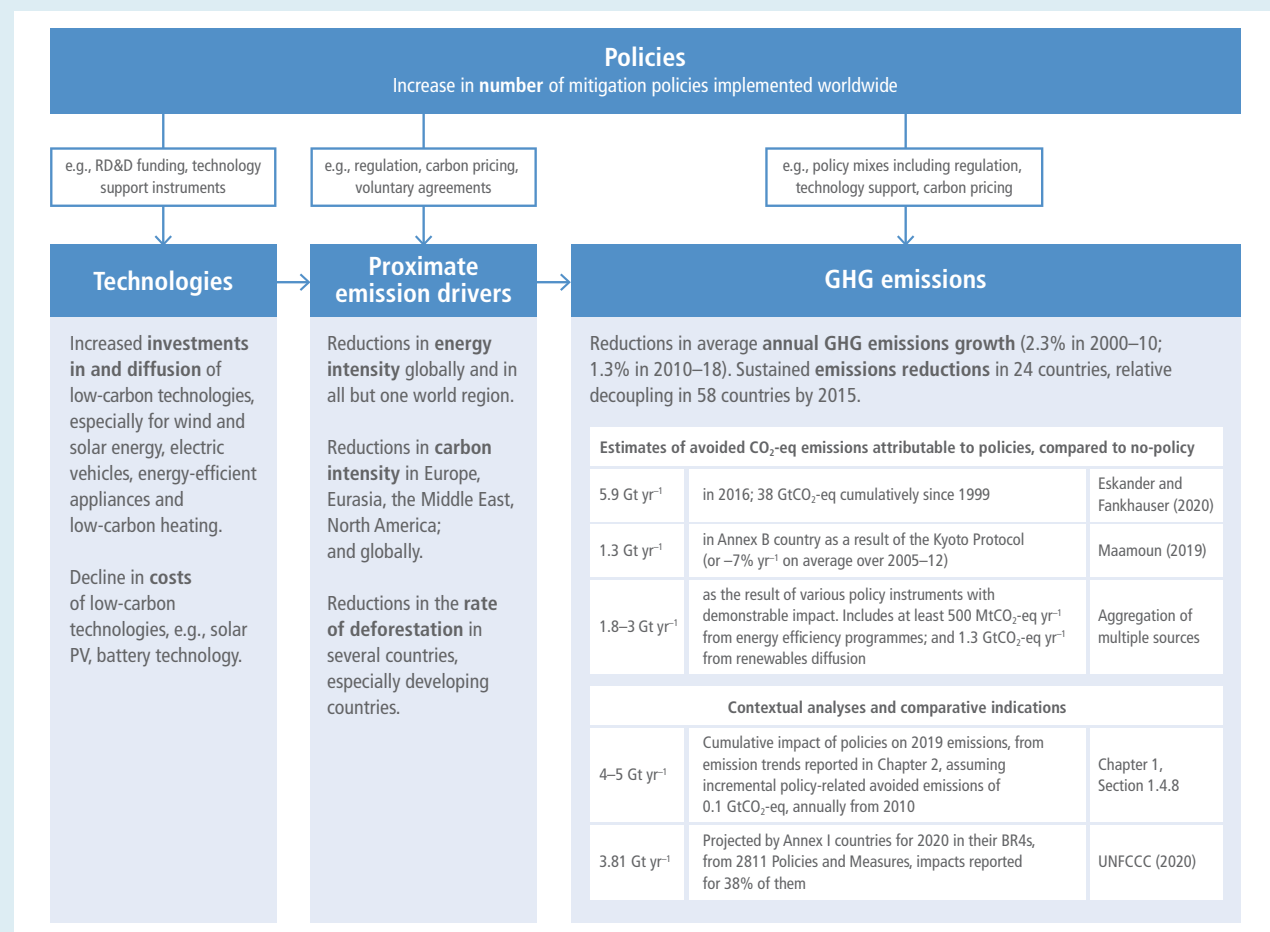 Policies
Increase in number of mitigation policies implemented worldwide
e.g., RD&D funding, technology
support instruments
e.g., regulation, carbon pricing,
voluntary agreements
e.g., policy mixes including regulation,
technology support, carbon pricing
Technologies
Increased investments
in and diffusion of
low-carbon technologies,
especially for wind and
solar energy, electric
vehicles, energy-efficient
appliances and
low-carbon heating.
Decline in costs
of low-carbon
technologies, e.g., solar
PV, battery technology.
Proximate
emission drivers
Reductions in energy
intensity globally and in
all but one world region.
Reductions in carbon
intensity in Europe,
Eurasia, the Middle East,
North America;
and globally.
Reductions in the rate
of deforestation in
several countries,
especially developing
countries.
GHG emissions
Reductions in average annual GHG emissions growth (2.3% in 2000–10;
1.3% in 2010–18). Sustained emissions reductions in 24 countries, relative
decoupling in 58 countries by 2015.
Estimates of avoided CO₂-eq emissions attributable to policies, compared to no-policy
5.9 Gt yr⁻¹
in 2016; 38 GtCO₂-eq cumulatively since 1999
Eskander and
Fankhauser (2020)
1.3 Gt yr⁻¹
in Annex B country as a result of the Kyoto Protocol
(or –7% yr⁻¹ on average over 2005–12)
Maamoun (2019)
1.8–3 Gt yr⁻¹
as the result of various policy instruments with
demonstrable impact. Includes at least 500 MtCO₂-eq yr⁻¹
from energy efficiency programmes; and 1.3 GtCO₂-eq yr⁻¹
from renewables diffusion
Aggregation of
multiple sources
Contextual analyses and comparative indications
4–5 Gt yr⁻¹
Cumulative impact of policies on 2019 emissions, from
emission trends reported in Chapter 2, assuming
incremental policy-related avoided emissions of
0.1 GtCO₂-eq, annually from 2010
Chapter 1,
Section 1.4.8
3.81 Gt yr⁻¹
Projected by Annex I countries for 2020 in their BR4s,
from 2811 Policies and Measures, impacts reported
for 38% of them
UNFCCC (2020)